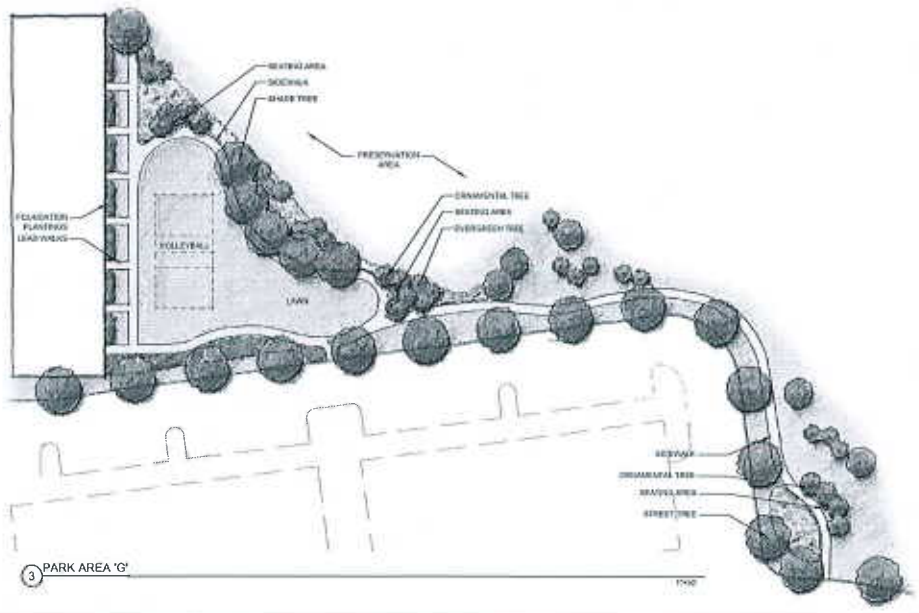 SEATING AREA
SIDEWALK
SHADE TREE
PRESERVATION
AREA
ORNAMENTAL TREE
SEATING AREA
EVERGREEN TREE
FOUNDATION
PLANTINGS
LEAD WALKS
VOLLEYBALL
LAWN
SIDEWALK
ORNAMENTAL TREE
SEATING AREA
STREET TREE
3 PARK AREA 'G'